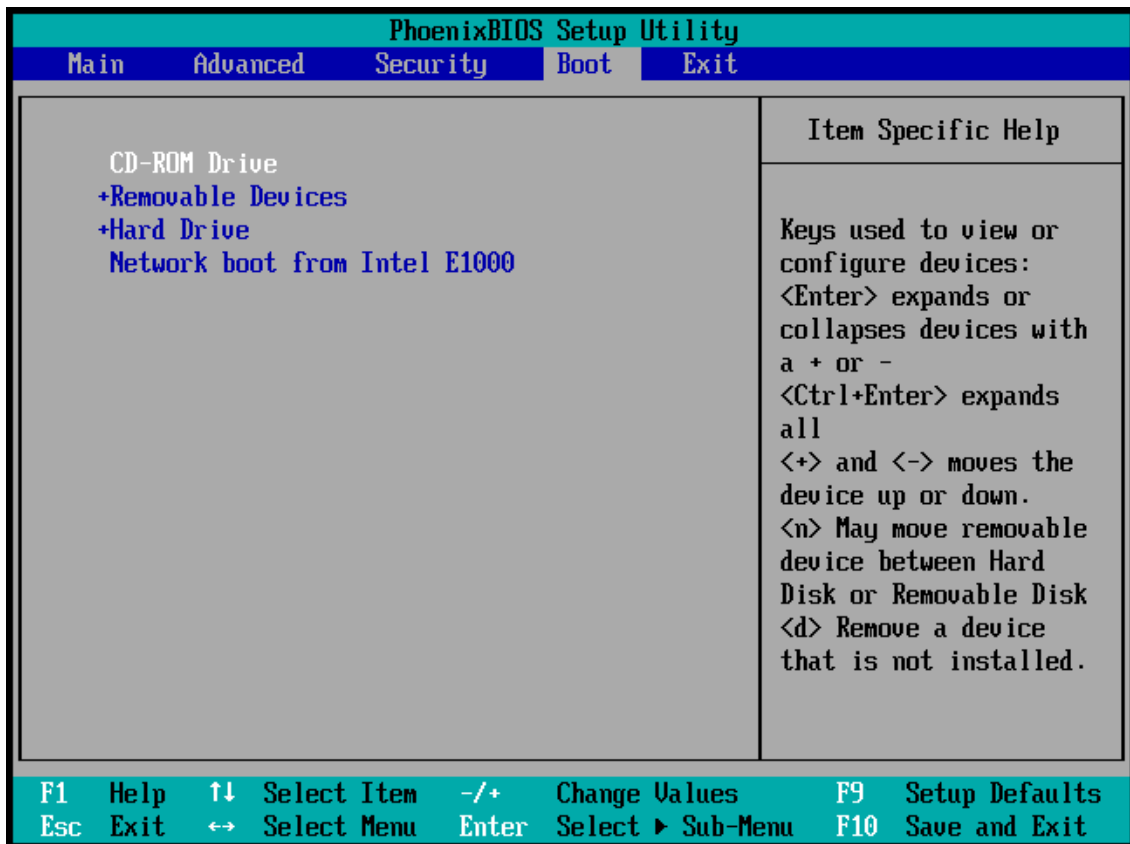 PhoenixBIOS Setup Utility
Main Advanced Security Boot Exit
CD-ROM Drive
+Removable Devices
+Hard Drive
Network boot from Intel E1000
Item Specific Help
Keys used to view or
configure devices:
<Enter> expands or
collapses devices with
a + or -
<Ctrl+Enter> expands
all
<+> and <-> moves the
device up or down.
<n> May move removable
device between Hard
Disk or Removable Disk
<d> Remove a device
that is not installed.
F1 Help ↑↓ Select Item -/+ Change Values F9 Setup Defaults
Esc Exit ↔ Select Menu Enter Select ▶ Sub-Menu F10 Save and Exit